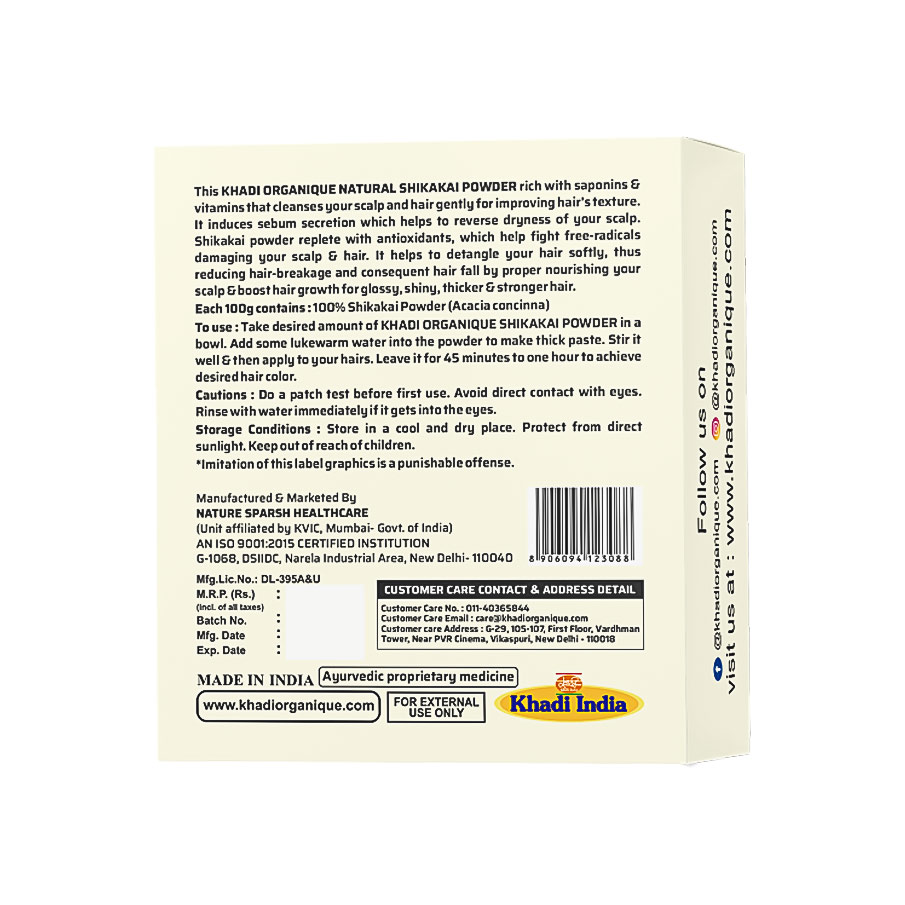 This KHADI ORGANIQUE NATURAL SHIKAKAI POWDER rich with saponins &
vitamins that cleanses your scalp and hair gently for improving hair's texture.
It induces sebum secretion which helps to reverse dryness of your scalp.
Shikakai powder replete with antioxidants, which help fight free-radicals
damaging your scalp & hair. It helps to detangle your hair softly, thus
reducing hair-breakage and consequent hair fall by proper nourishing your
scalp & boost hair growth for glossy, shiny, thicker & stronger hair.
Each 100g contains : 100% Shikakai Powder (Acacia concinna)
To use : Take desired amount of KHADI ORGANIQUE SHIKAKAI POWDER in a
bowl. Add some lukewarm water into the powder to make thick paste. Stir it
well & then apply to your hairs. Leave it for 45 minutes to one hour to achieve
desired hair color.
Cautions : Do a patch test before first use. Avoid direct contact with eyes.
Rinse with water immediately if it gets into the eyes.
Storage Conditions : Store in a cool and dry place. Protect from direct
sunlight. Keep out of reach of children.
*Imitation of this label graphics is a punishable offense.
Manufactured & Marketed By
NATURE SPARSH HEALTHCARE
(Unit affiliated by KVIC, Mumbai- Govt. of India)
AN ISO 9001:2015 CERTIFIED INSTITUTION
G-1068, DSIIDC, Narela Industrial Area, New Delhi- 110040
8 906094 123088
Mfg.Lic.No.: DL-395A&U
M.R.P. (Rs.) :
(Incl. of all taxes)
Batch No. :
Mfg. Date :
Exp. Date :
CUSTOMER CARE CONTACT & ADDRESS DETAIL
Customer Care No. : 011-40365844
Customer Care Email : care@khadiorganique.com
Customer care Address : G-29, 105-107, First Floor, Vardhman
Tower, Near PVR Cinema, Vikaspuri, New Delhi - 110018
MADE IN INDIA
Ayurvedic proprietary medicine
www.khadiorganique.com
FOR EXTERNAL
USE ONLY
Khadi India
Follow us on
@khadiorganique.com @khadiorganique.com
visit us at : www.khadiorganique.com